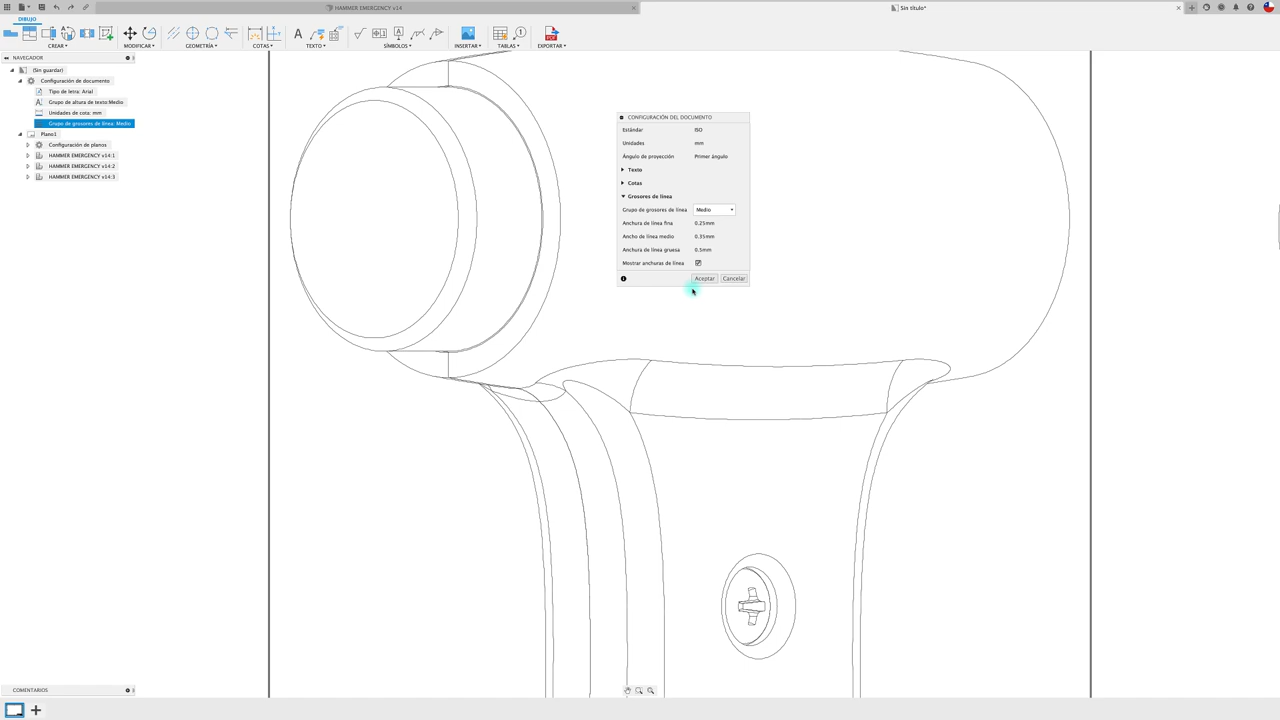 HAMMER EMERGENCY v14
Sin título*
DIBUJO
CREAR
MODIFICAR
GEOMETRÍA
COTAS
TEXTO
SÍMBOLOS
INSERTAR
TABLAS
PDF
EXPORTAR
NAVEGADOR
(Sin guardar)
Configuración de documento
Tipo de letra: Arial
Grupo de altura de texto:Medio
Unidades de cota: mm
Grupo de grosores de línea: Medio
Plano1
Configuración de planos
HAMMER EMERGENCY v14:1
HAMMER EMERGENCY v14:2
HAMMER EMERGENCY v14:3
CONFIGURACIÓN DEL DOCUMENTO
Estándar ISO
Unidades mm
Ángulo de proyección Primer ángulo
Texto
Cotas
Grosores de línea
Grupo de grosores de línea Medio
Anchura de línea fina 0.25mm
Ancho de línea medio 0.35mm
Anchura de línea gruesa 0.5mm
Mostrar anchuras de línea
Aceptar Cancelar
COMENTARIOS